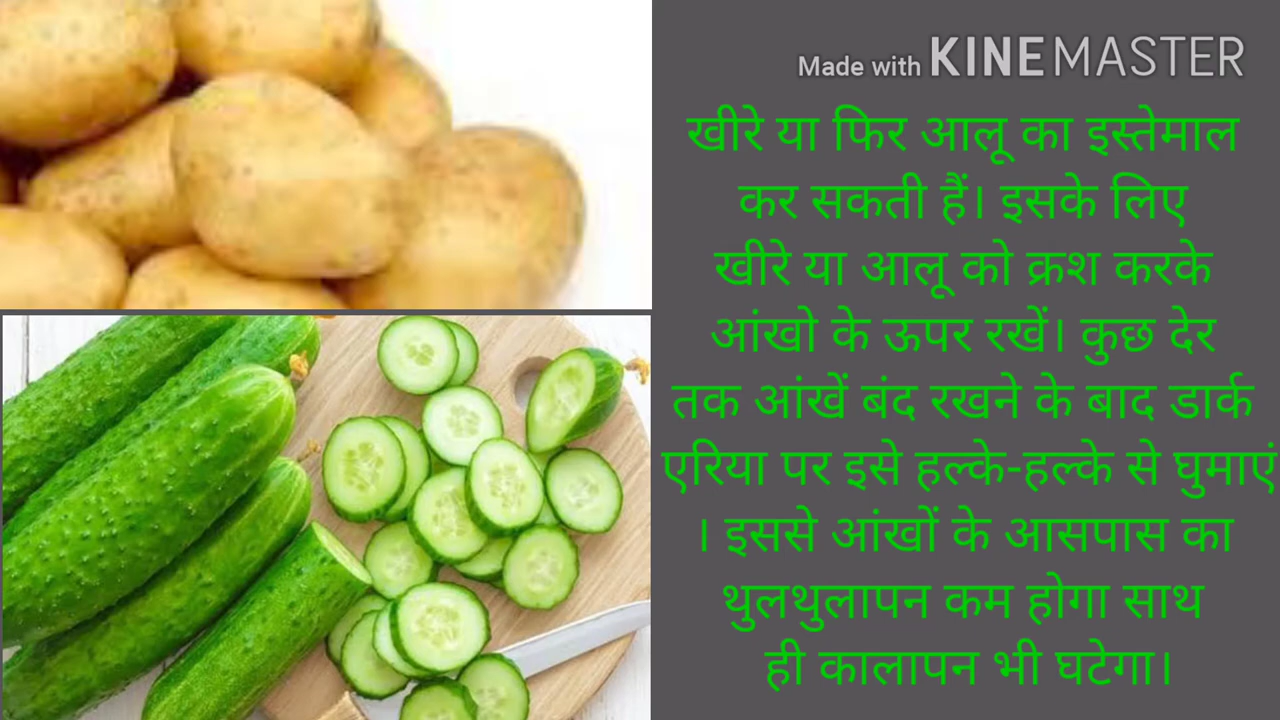 Made with KINEMASTER
खीरे या फिर आलू का इस्तेमाल
कर सकती हैं। इसके लिए
खीरे या आलू को क्रश करके
आंखो के ऊपर रखें। कुछ देर
तक आंखें बंद रखने के बाद डार्क
एरिया पर इसे हल्के-हल्के से घुमाएं
। इससे आंखों के आसपास का
थुलथुलापन कम होगा साथ
ही कालापन भी घटेगा।